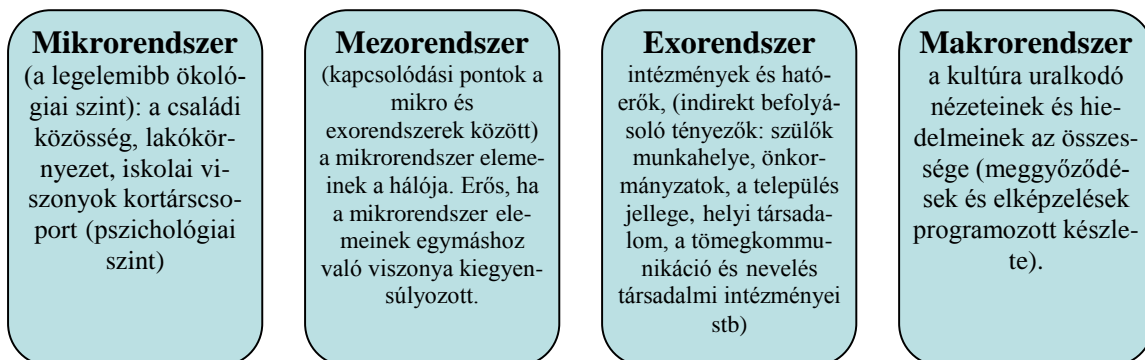 Mikrorendszer
(a legelemibb ökoló-
giai szint): a családi
közösség, lakókör-
nyezet, iskolai vi-
szonyok kortárscso-
port (pszichológiai
szint)
Mezorendszer
(kapcsolódási pontok a
mikro és
exorendszerek között)
a mikrorendszer eleme-
inek a hálója. Erős, ha
a mikrorendszer ele-
meinek egymáshoz
való viszonya kiegyen-
súlyozott.
Exorendszer
intézmények és ható-
erők, (indirekt befolyá-
soló tényezők: szülők
munkahelye, önkor-
mányzatok, a település
jellege, helyi társada-
lom, a tömegkommu-
nikáció és nevelés
társadalmi intézményei
stb)
Makrorendszer
a kultúra uralkodó
nézeteinek és hie-
delmeinek az összes-
sége (meggyőződé-
sek és elképzelések
programozott készle-
te).